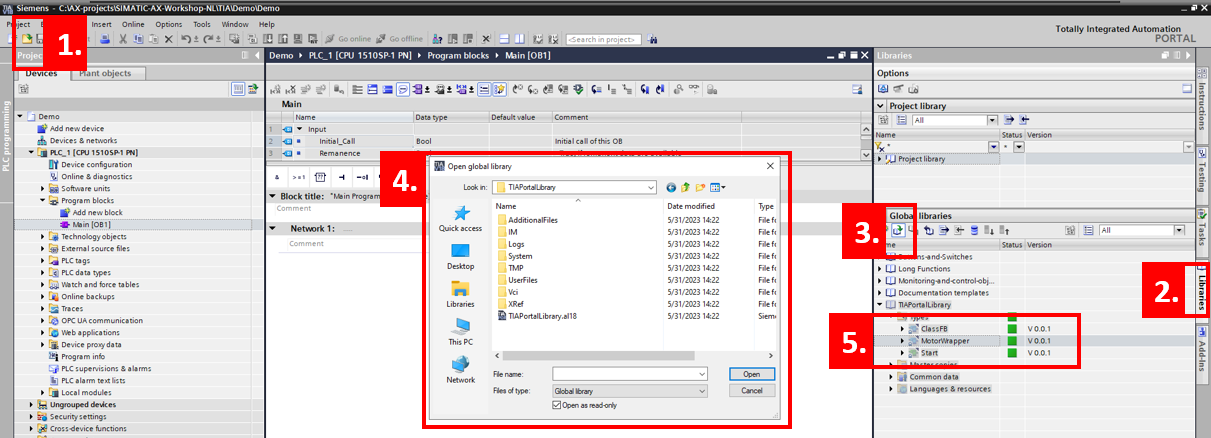 Siemens - C:\AX-projects\SIMATIC-AX-Workshop-NL\TIA\Demo\Demo
Project
Insert Online Options Tools Window Help
Totally Integrated Automation
PORTAL
Go online Go offline
<Search in project>
1.
Devices
Plant objects
PLC programming
Demo
Add new device
Devices & networks
PLC_1 [CPU 1510SP-1 PN]
Device configuration
Online & diagnostics
Software units
Program blocks
Add new block
Main [OB1]
Technology objects
External source files
PLC tags
PLC data types
Watch and force tables
Online backups
Traces
OPC UA communication
Web applications
Device proxy data
Program info
PLC supervisions & alarms
PLC alarm text lists
Local modules
Ungrouped devices
Security settings
Cross-device functions
Demo PLC_1 [CPU 1510SP-1 PN] Program blocks Main [OB1]
Main
Name Data type Default value Comment
1 Input
2 Initial_Call Bool Initial call of this OB
3 Remanence Bool
Block title: "Main Program
Comment
Network 1:
Comment
4.
Open global library
Look in: TIAPortalLibrary
Quick access
Desktop
Libraries
This PC
Network
Name Date modified Type
AdditionalFiles 5/31/2023 14:22 File fo
IM 5/31/2023 14:22 File fo
Logs 5/31/2023 14:22 File fo
System 5/31/2023 14:22 File fo
TMP 5/31/2023 14:22 File fo
UserFiles 5/31/2023 14:22 File fo
Vci 5/31/2023 14:22 File fo
XRef 5/31/2023 14:22 File fo
TIAPortalLibrary.al18 5/31/2023 14:22 Sieme
File name:
Open
Files of type: Global library
Cancel
Open as read-only
Libraries
Options
Project library
All
Name Status Version
Project library
3.
Global libraries
All
Status Version
Long Functions
Monitoring-and-control-obj...
Documentation templates
TIAPortalLibrary
Types
5.
ClassFB V 0.0.1
MotorWrapper V 0.0.1
Start V 0.0.1
Common data
Languages & resources
Instructions
Testing
Tasks
2.
Libraries
Add-Ins